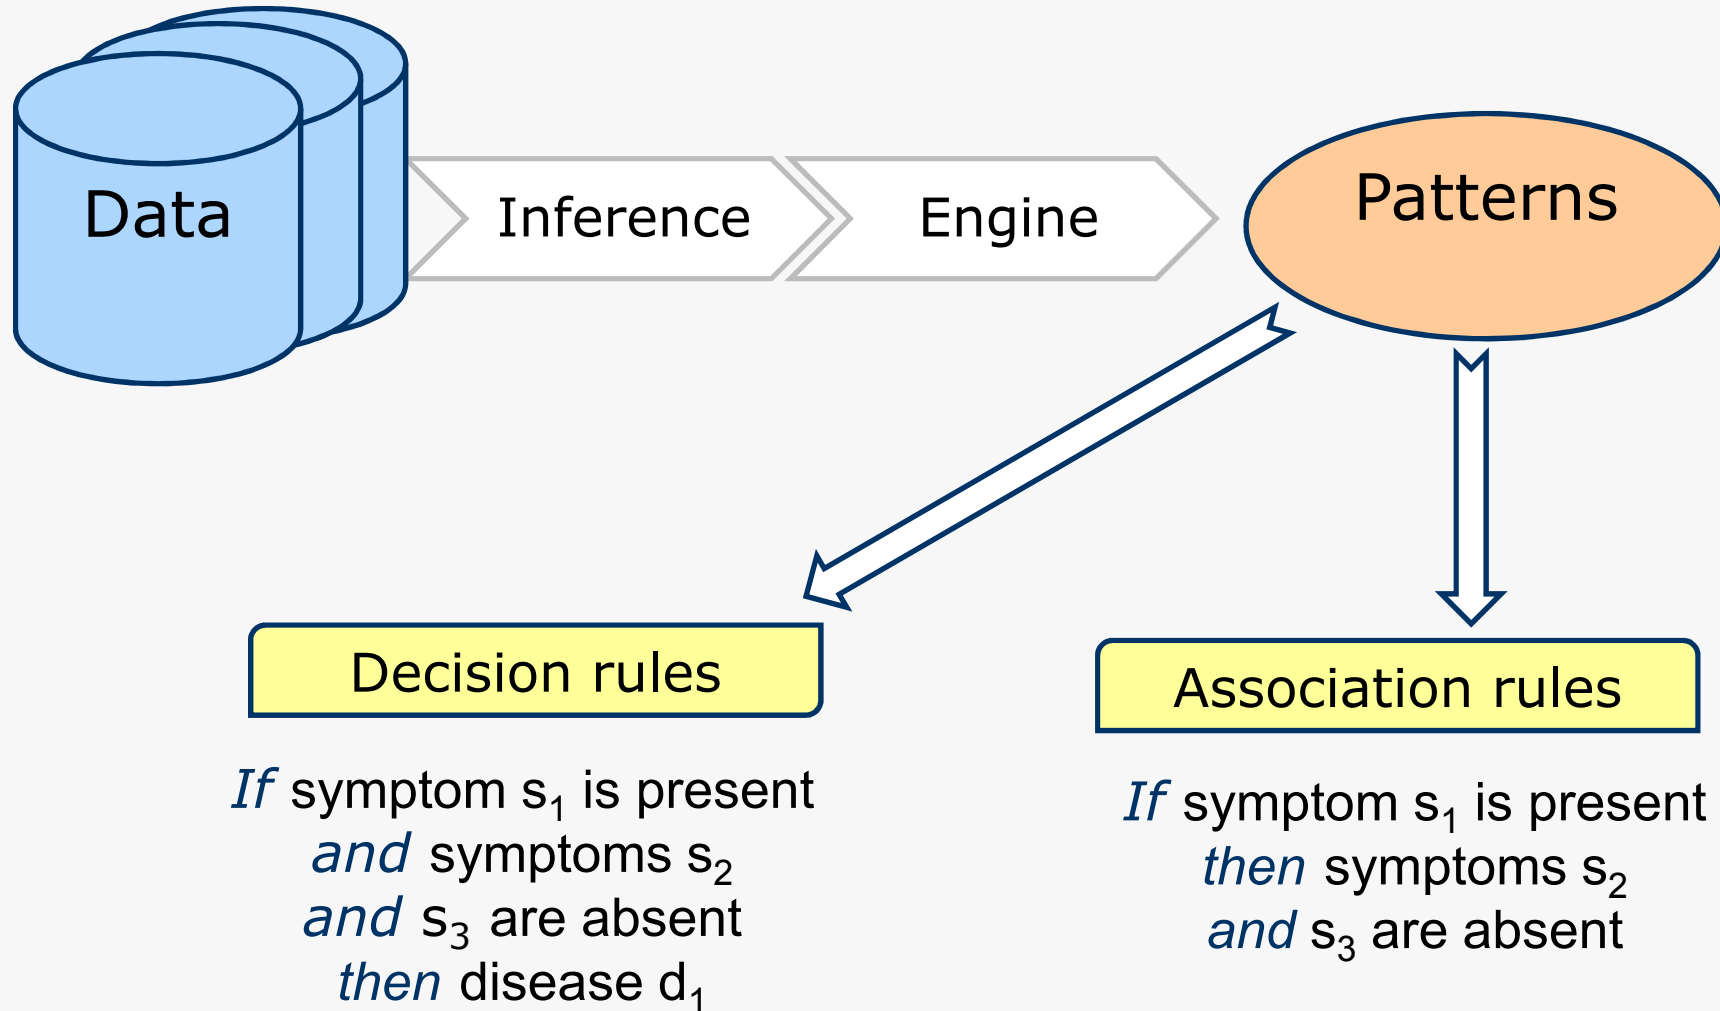 Data
Inference
Engine
Patterns
Decision rules
If symptom s₁ is present
and symptoms s₂
and s₃ are absent
then disease d₁
Association rules
If symptom s₁ is present
then symptoms s₂
and s₃ are absent